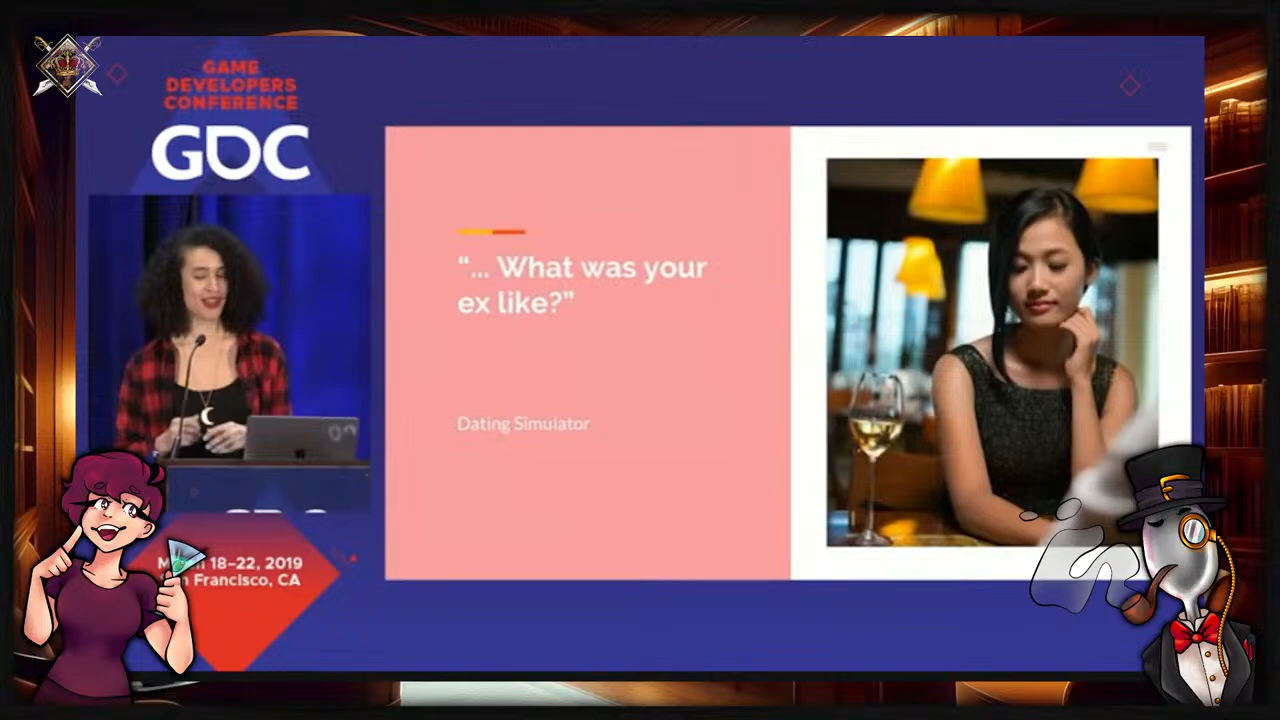 GAME
DEVELOPERS
CONFERENCE
GDC
“... What was your
ex like?”
Dating Simulator
18–22, 2019
Francisco, CA